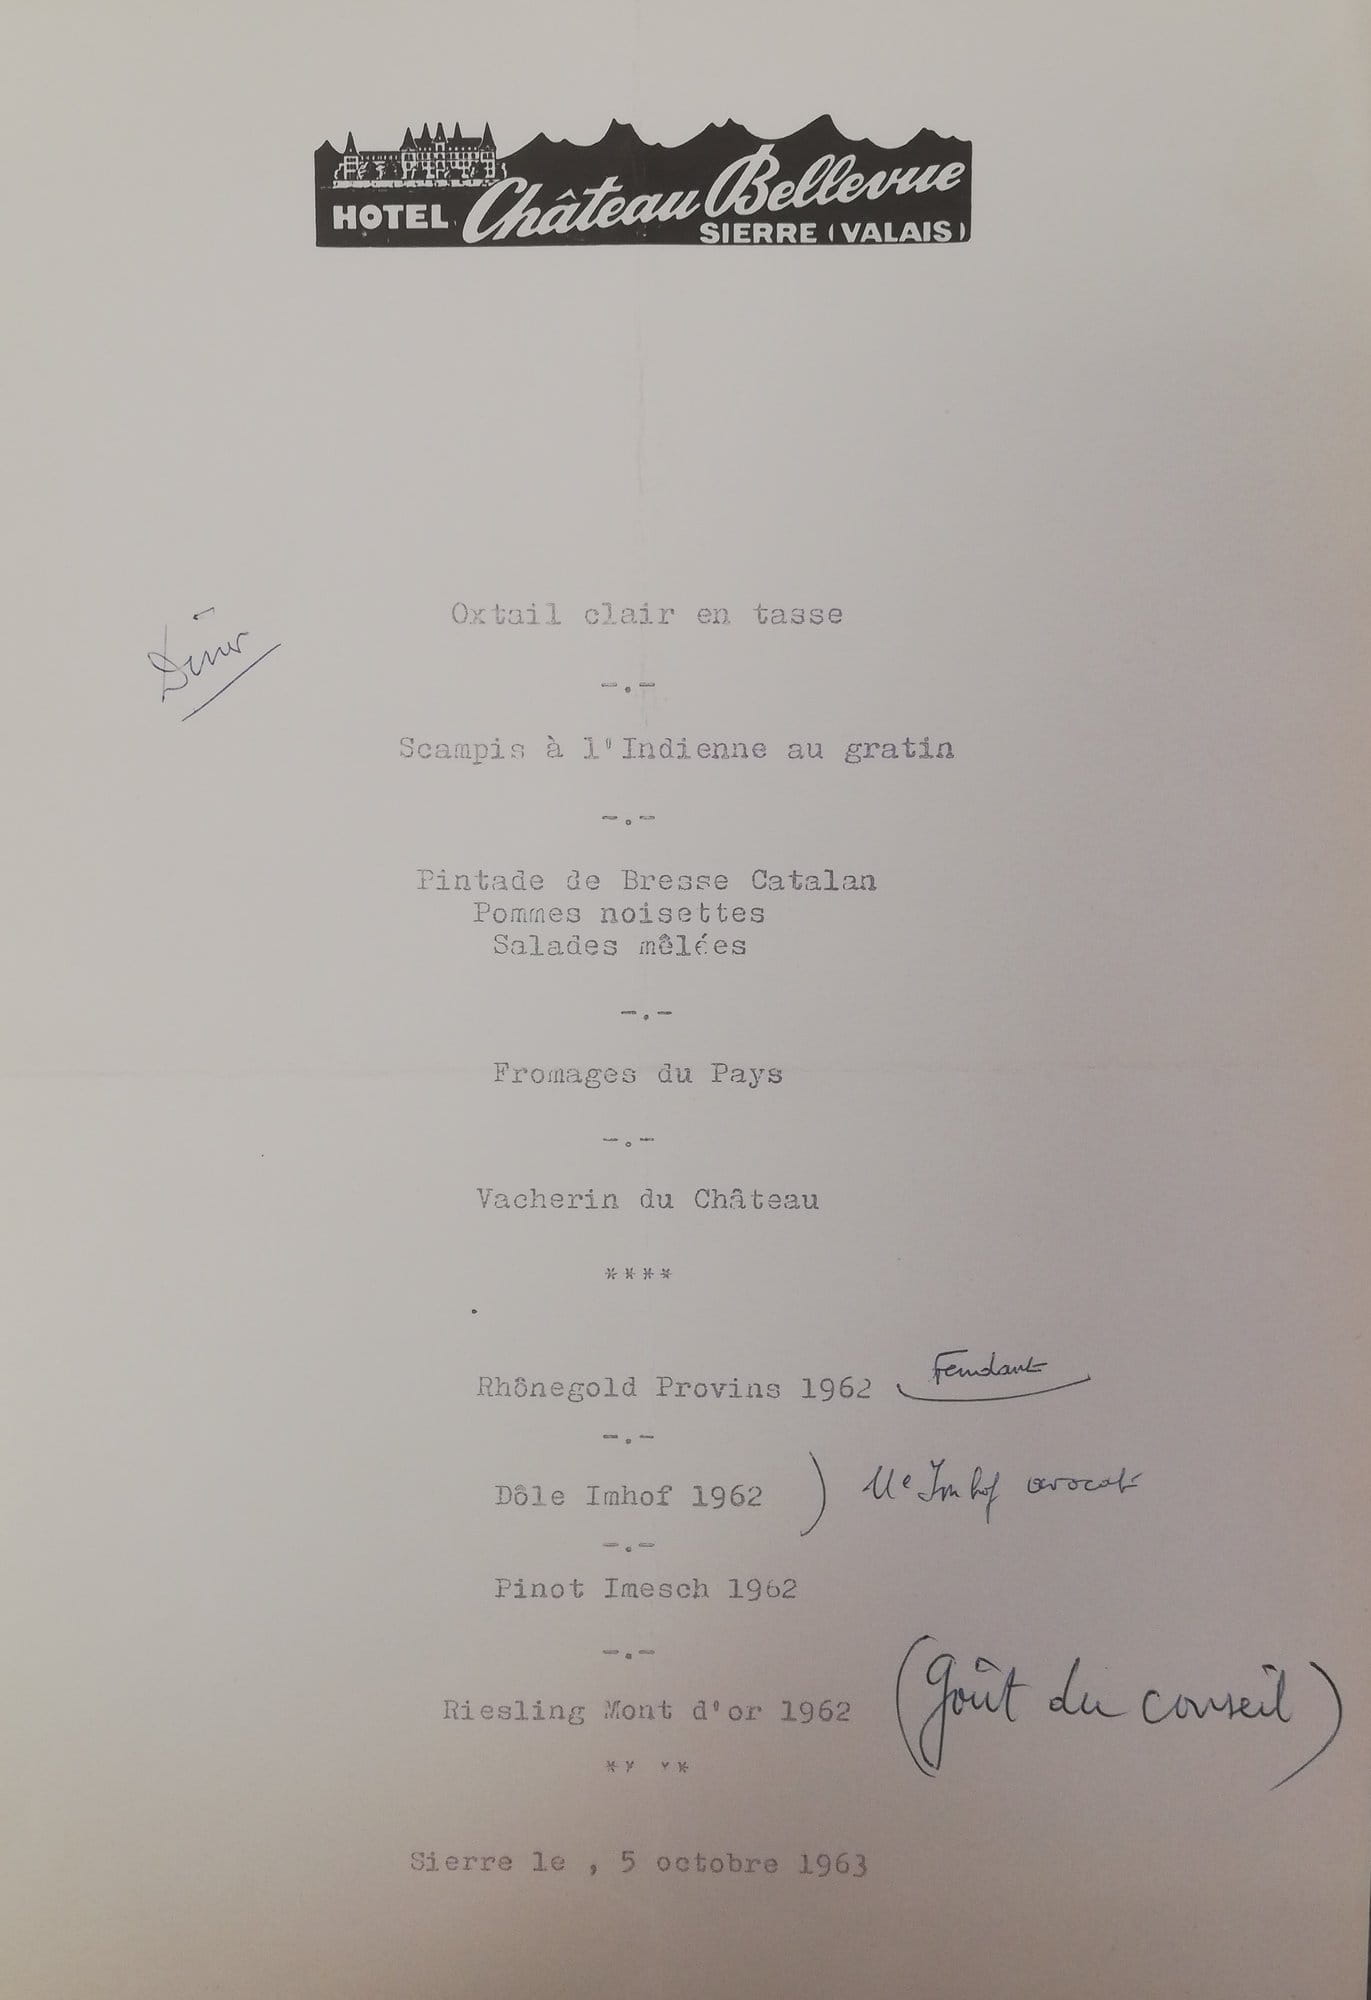 HOTEL Château Bellevue
SIERRE (VALAIS)
Oxtail clair en tasse
Dîner
-.-
Scampis à l'Indienne au gratin
-.-
Pintade de Bresse Catalan
Pommes noisettes
Salades mêlées
-.-
Fromages du Pays
-.-
Vacherin du Château
****
Rhônegold Provins 1962 Fendant
-.-
Dôle Imhof 1962 ) Me Imhof avocat
-.-
Pinot Imesch 1962
-.-
Riesling Mont d'or 1962 (Goût du conseil)
** **
Sierre le , 5 octobre 1963